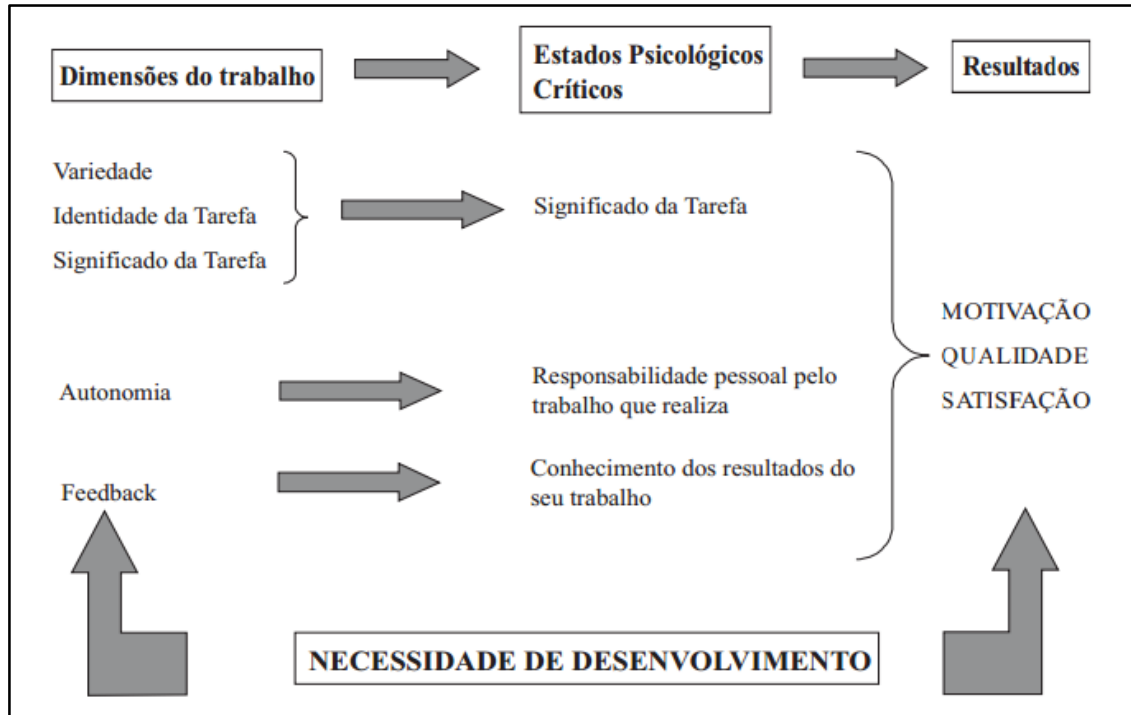 Dimensões do trabalho
Estados Psicológicos
Críticos
Resultados
Variedade
Identidade da Tarefa
Significado da Tarefa
Significado da Tarefa
MOTIVAÇÃO
QUALIDADE
SATISFAÇÃO
Autonomia
Responsabilidade pessoal pelo
trabalho que realiza
Feedback
Conhecimento dos resultados do
seu trabalho
NECESSIDADE DE DESENVOLVIMENTO